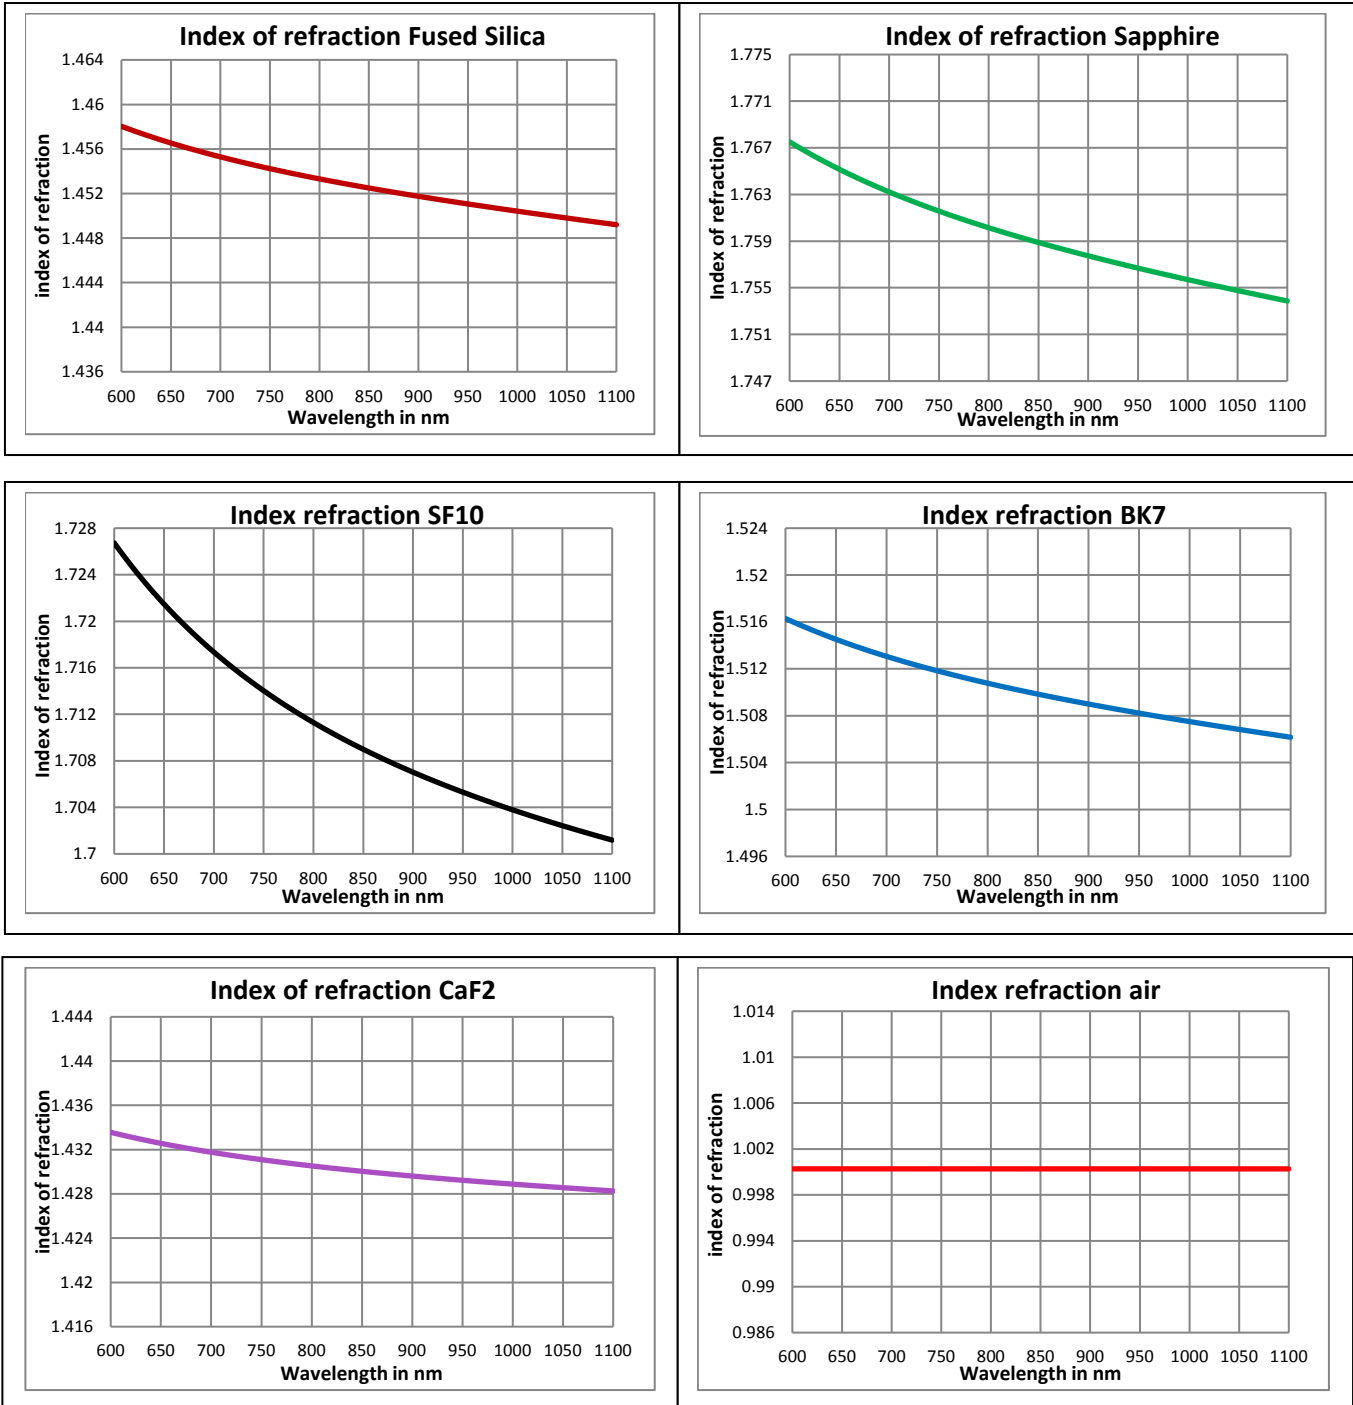 Index of refraction Fused Silica
1.464
1.46
1.456
1.452
1.448
1.444
1.44
1.436
index of refraction
600 650 700 750 800 850 900 950 1000 1050 1100
Wavelength in nm
Index of refraction Sapphire
1.775
1.771
1.767
1.763
1.759
1.755
1.751
1.747
Index of refraction
600 650 700 750 800 850 900 950 1000 1050 1100
Wavelength in nm
Index refraction SF10
1.728
1.724
1.72
1.716
1.712
1.708
1.704
1.7
Index of refraction
600 650 700 750 800 850 900 950 1000 1050 1100
Wavelength in nm
Index refraction BK7
1.524
1.52
1.516
1.512
1.508
1.504
1.5
1.496
Index of refraction
600 650 700 750 800 850 900 950 1000 1050 1100
Wavelength in nm
Index of refraction CaF2
1.444
1.44
1.436
1.432
1.428
1.424
1.42
1.416
index of refraction
600 650 700 750 800 850 900 950 1000 1050 1100
Wavelength in nm
Index refraction air
1.014
1.01
1.006
1.002
0.998
0.994
0.99
0.986
index of refraction
600 650 700 750 800 850 900 950 1000 1050 1100
Wavelength in nm